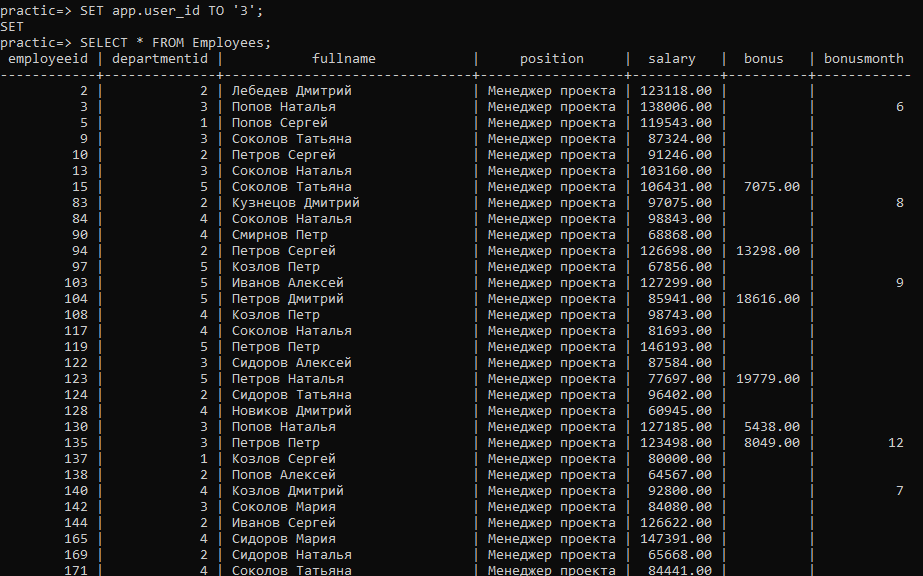 practic=> SET app.user_id TO '3';
SET
practic=> SELECT * FROM Employees;
employeeid | departmentid | fullname | position | salary | bonus | bonusmonth
-----------+--------------+--------------------------------+------------------+-----------+----------+------------
2 | 2 | Лебедев Дмитрий | Менеджер проекта | 123118.00 | |
3 | 3 | Попов Наталья | Менеджер проекта | 138006.00 | | 6
5 | 1 | Попов Сергей | Менеджер проекта | 119543.00 | |
9 | 3 | Соколов Татьяна | Менеджер проекта | 87324.00 | |
10 | 2 | Петров Сергей | Менеджер проекта | 91246.00 | |
13 | 3 | Соколов Наталья | Менеджер проекта | 103160.00 | |
15 | 5 | Соколов Татьяна | Менеджер проекта | 106431.00 | 7075.00 |
83 | 2 | Кузнецов Дмитрий | Менеджер проекта | 97075.00 | | 8
84 | 4 | Соколов Наталья | Менеджер проекта | 98843.00 | |
90 | 4 | Смирнов Петр | Менеджер проекта | 68868.00 | |
94 | 2 | Петров Сергей | Менеджер проекта | 126698.00 | 13298.00 |
97 | 5 | Козлов Петр | Менеджер проекта | 67856.00 | |
103 | 5 | Иванов Алексей | Менеджер проекта | 127299.00 | | 9
104 | 5 | Петров Дмитрий | Менеджер проекта | 85941.00 | 18616.00 |
108 | 4 | Козлов Петр | Менеджер проекта | 98743.00 | |
117 | 4 | Соколов Наталья | Менеджер проекта | 81693.00 | |
119 | 5 | Петров Петр | Менеджер проекта | 146193.00 | |
122 | 3 | Сидоров Алексей | Менеджер проекта | 87584.00 | |
123 | 5 | Петров Наталья | Менеджер проекта | 77697.00 | 19779.00 |
124 | 2 | Сидоров Татьяна | Менеджер проекта | 96402.00 | |
128 | 4 | Новиков Дмитрий | Менеджер проекта | 60945.00 | |
130 | 3 | Попов Наталья | Менеджер проекта | 127185.00 | 5438.00 |
135 | 3 | Петров Петр | Менеджер проекта | 123498.00 | 8049.00 | 12
137 | 1 | Козлов Сергей | Менеджер проекта | 80000.00 | |
138 | 2 | Попов Алексей | Менеджер проекта | 64567.00 | |
140 | 4 | Козлов Дмитрий | Менеджер проекта | 92800.00 | | 7
142 | 3 | Соколов Мария | Менеджер проекта | 84080.00 | |
144 | 2 | Иванов Сергей | Менеджер проекта | 126622.00 | |
165 | 4 | Сидоров Мария | Менеджер проекта | 147391.00 | |
169 | 2 | Сидоров Наталья | Менеджер проекта | 65668.00 | |
171 | 4 | Соколов Татьяна | Менеджер проекта | 84441.00 | |